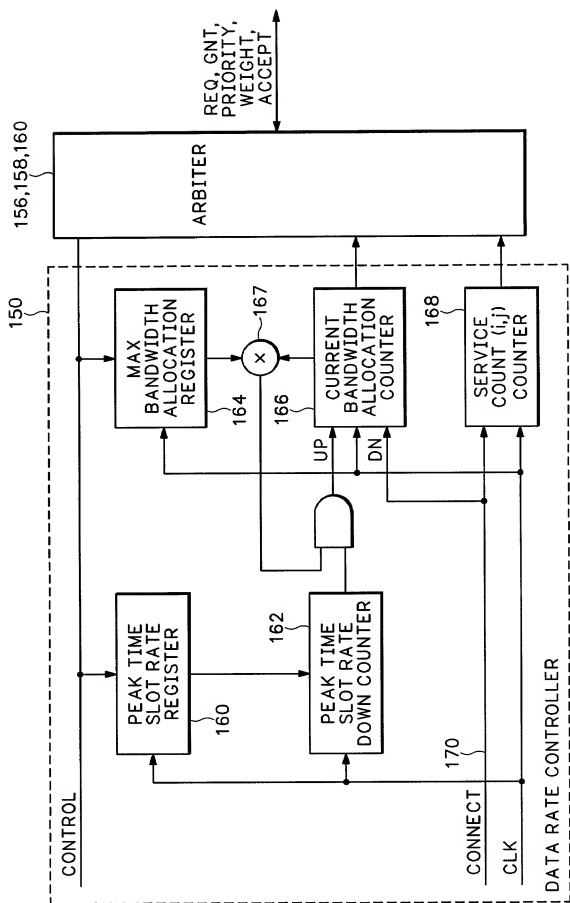 CONTROL
150
156,158,160
REQ, GNT,
PRIORITY,
WEIGHT,
ACCEPT
ARBITER
PEAK TIME
SLOT RATE
REGISTER
160
MAX
BANDWIDTH
ALLOCATION
REGISTER
164
×
167
162
PEAK TIME
SLOT RATE
DOWN COUNTER
UP
DN
166
CURRENT
BANDWIDTH
ALLOCATION
COUNTER
168
SERVICE
COUNT (i,j)
COUNTER
CONNECT
170
CLK
DATA RATE CONTROLLER